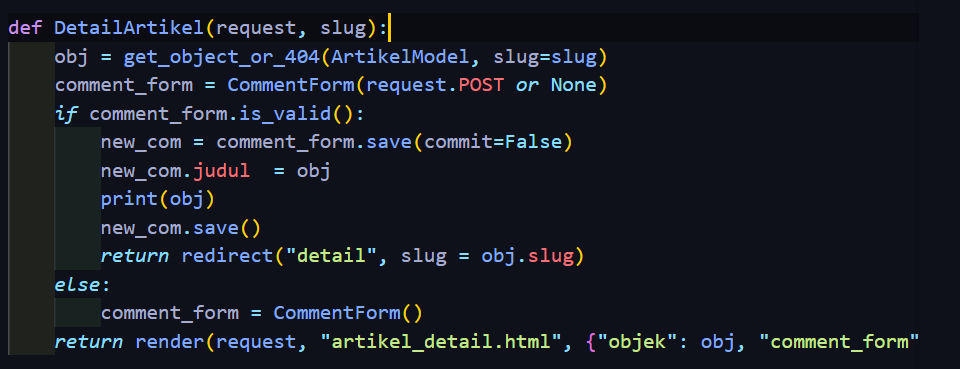 def DetailArtikel(request, slug):
    obj = get_object_or_404(ArtikelModel, slug=slug)
    comment_form = CommentForm(request.POST or None)
    if comment_form.is_valid():
        new_com = comment_form.save(commit=False)
        new_com.judul  = obj
        print(obj)
        new_com.save()
        return redirect("detail", slug = obj.slug)
    else:
        comment_form = CommentForm()
    return render(request, "artikel_detail.html", {"objek": obj, "comment_form"